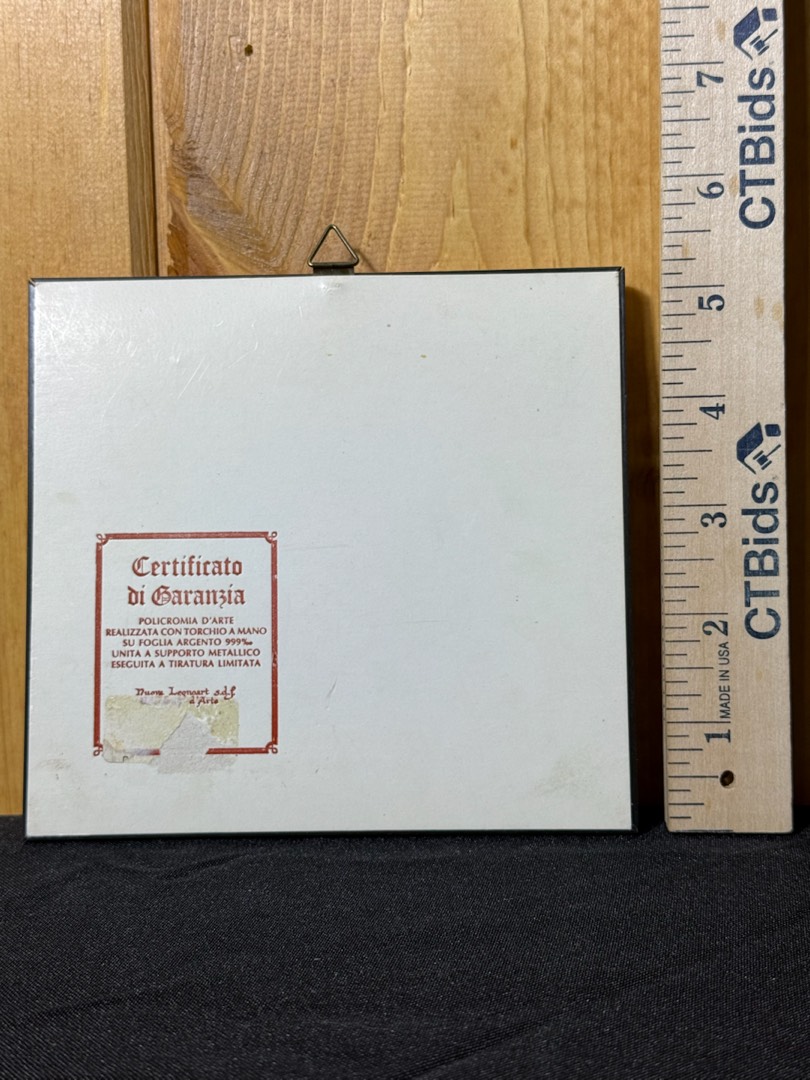 Certificato
di Garanzia
POLICROMIA D'ARTE
REALIZZATA CON TORCHIO A MANO
SU FOGLIA ARGENTO 999‰
UNITA A SUPPORTO METALLICO
ESEGUITA A TIRATURA LIMITATA
d'Arte
7
6
5
4
3
2
1
MADE IN USA
CTBids
CTBids